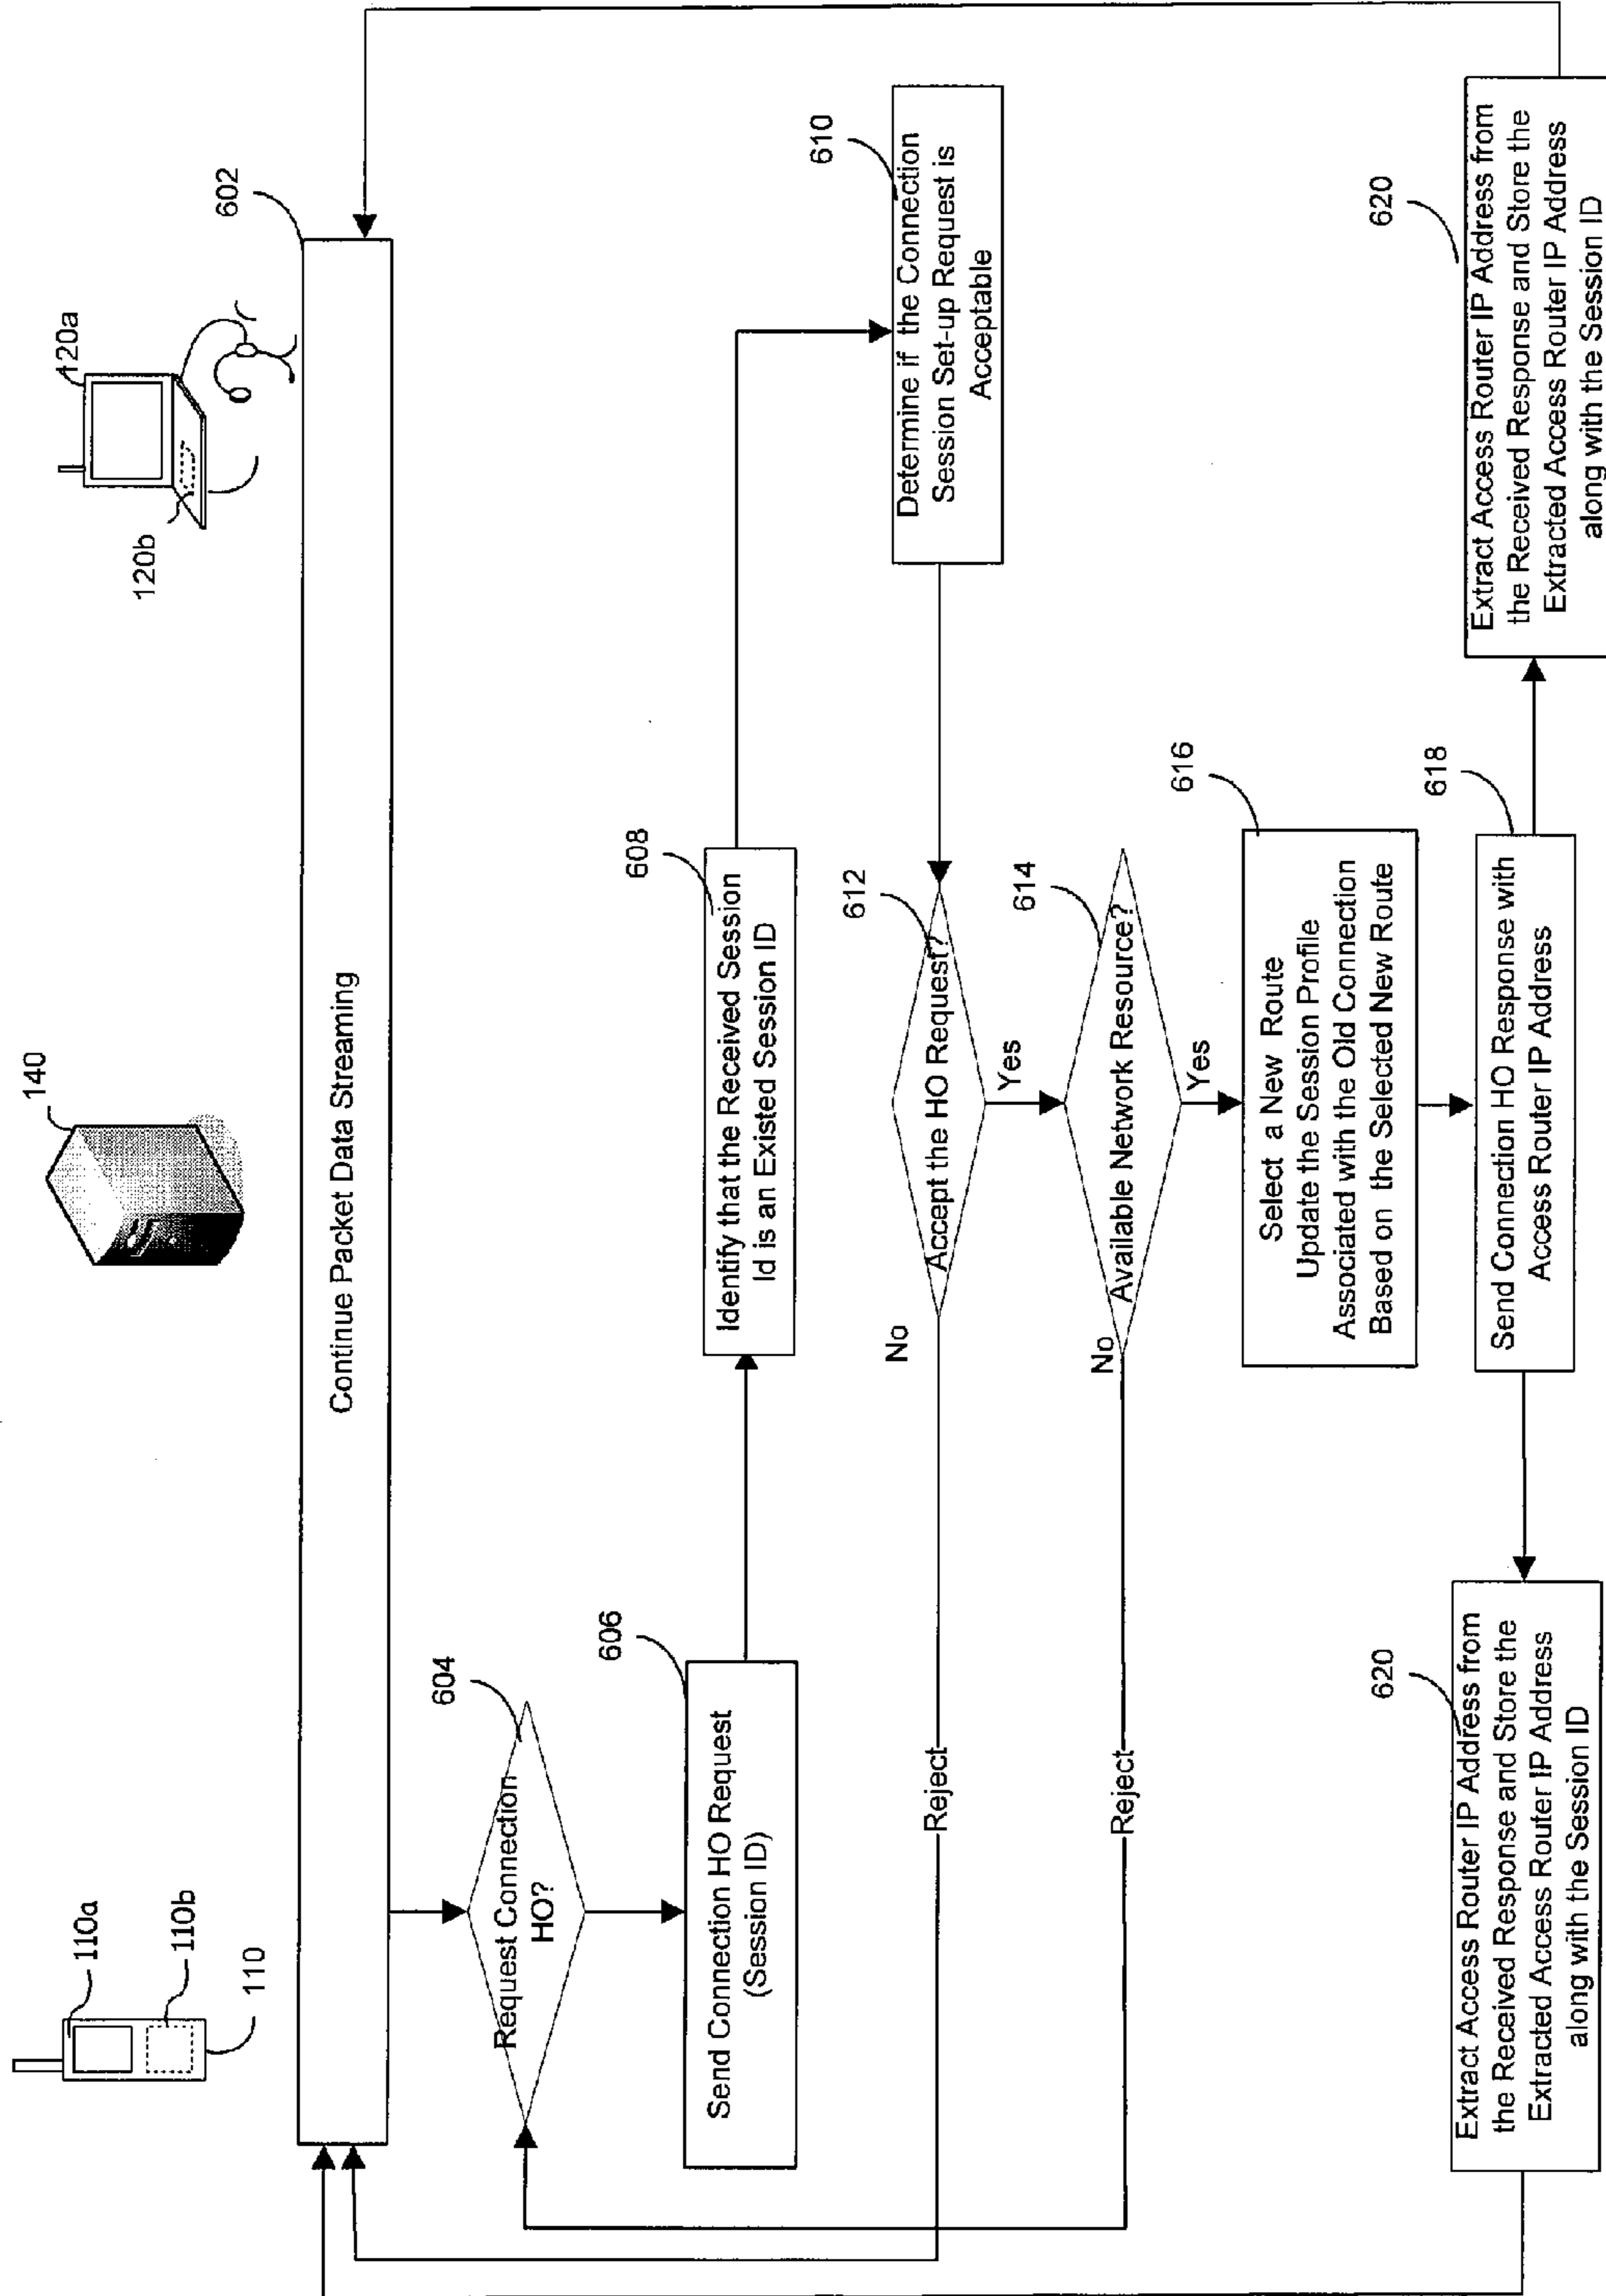 110a
110b
110
140
120a
120b
602
Continue Packet Data Streaming
604
Request Connection
HO?
606
Send Connection HO Request
(Session ID)
608
Identify that the Received Session
Id is an Existed Session ID
610
Determine if the Connection
Session Set-up Request is
Acceptable
612
Accept the HO Request?
No
Reject
Yes
614
Available Network Resource?
No
Reject
Yes
616
Select a New Route
Update the Session Profile
Associated with the Old Connection
Based on the Selected New Route
618
Send Connection HO Response with
Access Router IP Address
620
Extract Access Router IP Address from
the Received Response and Store the
Extracted Access Router IP Address
along with the Session ID
620
Extract Access Router IP Address from
the Received Response and Store the
Extracted Access Router IP Address
along with the Session ID